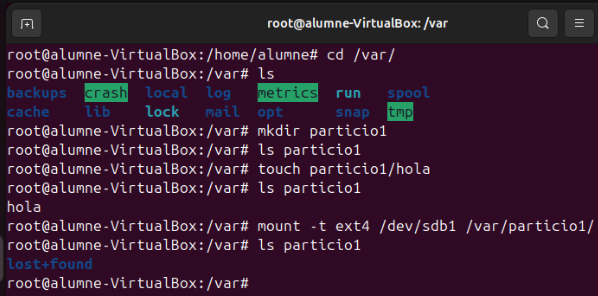 root@alumne-VirtualBox: /var
root@alumne-VirtualBox:/home/alumne# cd /var/
root@alumne-VirtualBox:/var# ls
backups crash local log metrics run spool
cache lib lock mail opt snap tmp
root@alumne-VirtualBox:/var# mkdir particio1
root@alumne-VirtualBox:/var# ls particio1
root@alumne-VirtualBox:/var# touch particio1/hola
root@alumne-VirtualBox:/var# ls particio1
hola
root@alumne-VirtualBox:/var# mount -t ext4 /dev/sdb1 /var/particio1/
root@alumne-VirtualBox:/var# ls particio1
lost+found
root@alumne-VirtualBox:/var#